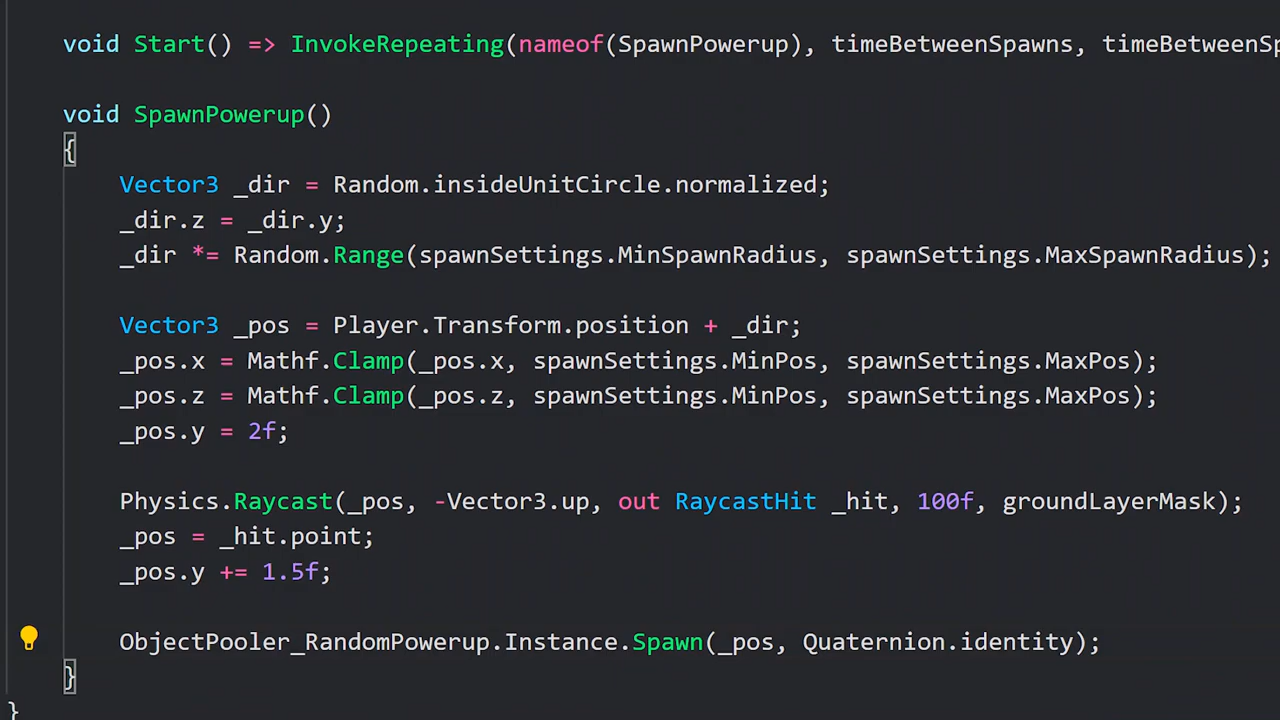 void Start() => InvokeRepeating(nameof(SpawnPowerup), timeBetweenSpawns, timeBetweenSp
void SpawnPowerup()
{
Vector3 _dir = Random.insideUnitCircle.normalized;
_dir.z = _dir.y;
_dir *= Random.Range(spawnSettings.MinSpawnRadius, spawnSettings.MaxSpawnRadius);
Vector3 _pos = Player.Transform.position + _dir;
_pos.x = Mathf.Clamp(_pos.x, spawnSettings.MinPos, spawnSettings.MaxPos);
_pos.z = Mathf.Clamp(_pos.z, spawnSettings.MinPos, spawnSettings.MaxPos);
_pos.y = 2f;
Physics.Raycast(_pos, -Vector3.up, out RaycastHit _hit, 100f, groundLayerMask);
_pos = _hit.point;
_pos.y += 1.5f;
ObjectPooler_RandomPowerup.Instance.Spawn(_pos, Quaternion.identity);
}
}